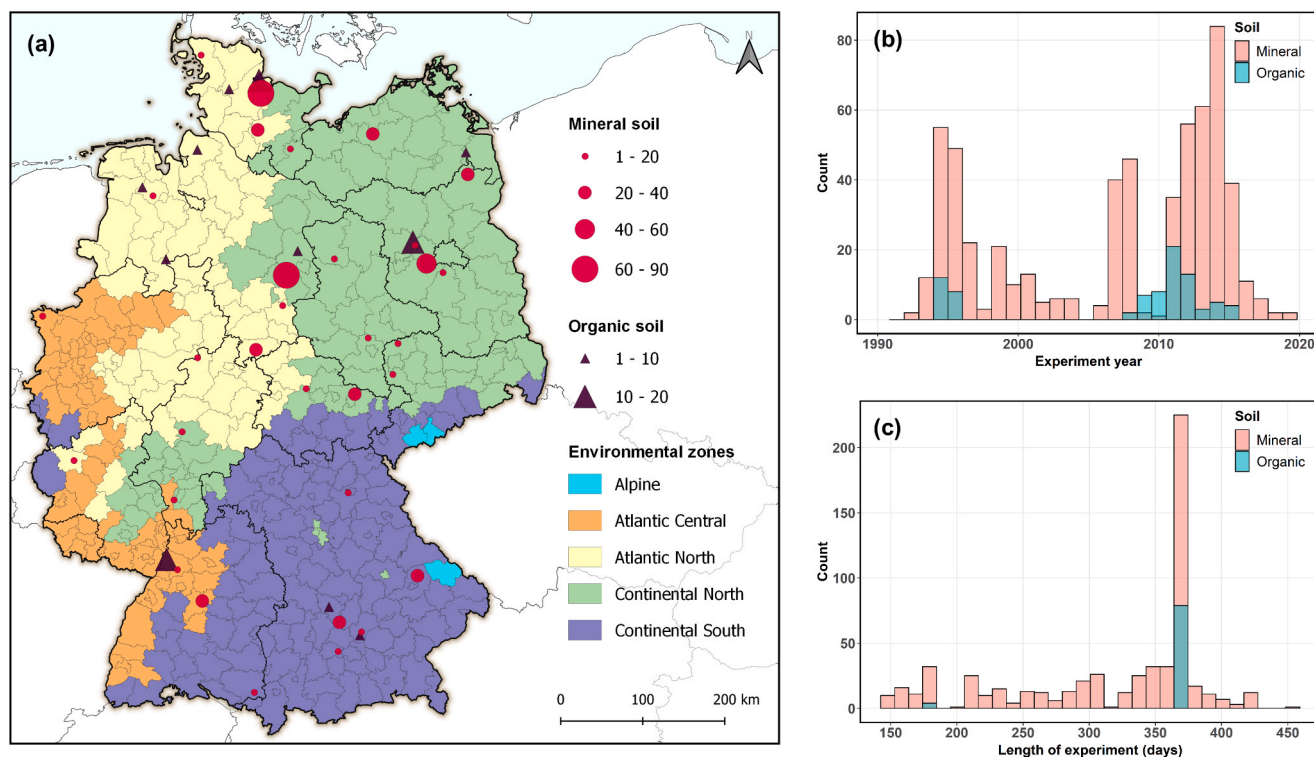 (a)
N
Mineral soil
1 - 20
20 - 40
40 - 60
60 - 90
Organic soil
1 - 10
10 - 20
Environmental zones
Alpine
Atlantic Central
Atlantic North
Continental North
Continental South
0 100 200 km
(b)
Soil
Mineral
Organic
Count
80
60
40
20
0
1990 2000 2010 2020
Experiment year
(c)
Soil
Mineral
Organic
Count
200
150
100
50
0
150 200 250 300 350 400 450
Length of experiment (days)